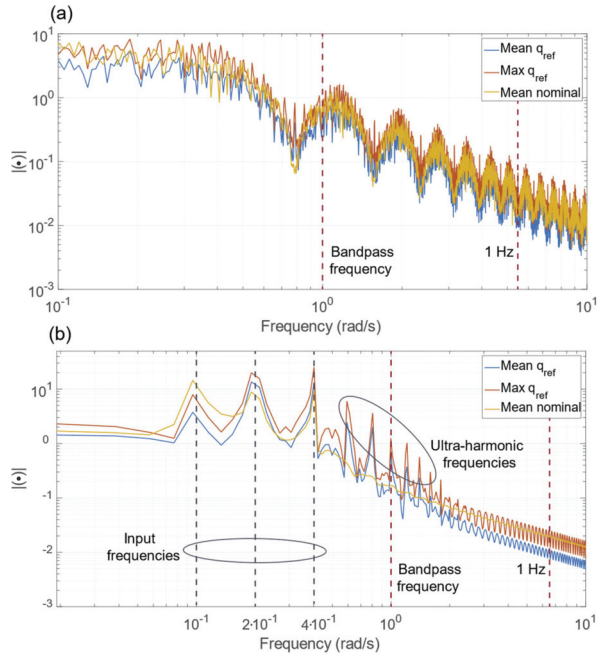 (a)
10^1
10^0
10^-1
10^-2
10^-3
||(•)||
Mean q_ref
Max q_ref
Mean nominal
Bandpass
frequency
1 Hz
10^-1
10^0
10^1
Frequency (rad/s)
(b)
10^1
0
-1
-1
-2
-3
||(•)||
Mean q_ref
Max q_ref
Mean nominal
Ultra-harmonic
frequencies
Input
frequencies
Bandpass
frequency
1 Hz
10^-1
2·10^-1
4·10^-1
10^0
10^1
Frequency (rad/s)